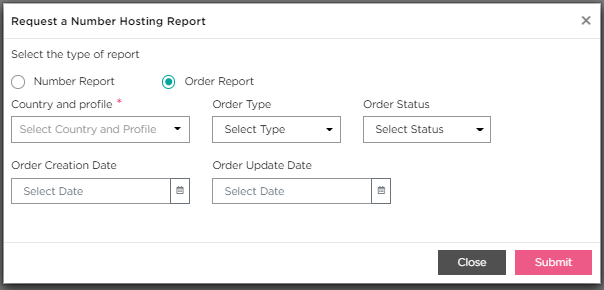 Request a Number Hosting Report
Select the type of report
Number Report Order Report
Country and profile * Order Type Order Status
Select Country and Profile Select Type Select Status
Order Creation Date Order Update Date
Select Date Select Date
Close Submit